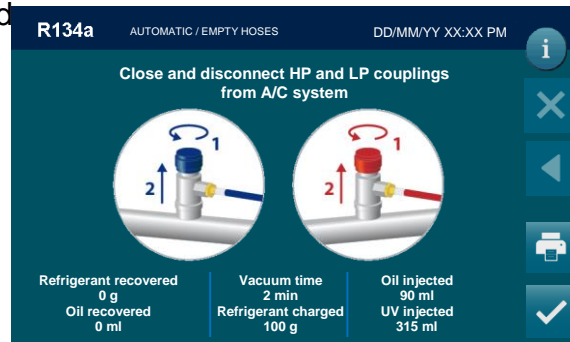 d
R134a AUTOMATIC / EMPTY HOSES DD/MM/YY XX:XX PM
i
Close and disconnect HP and LP couplings
from A/C system
1
2
1
2
Refrigerant recovered
0 g
Oil recovered
0 ml
Vacuum time
2 min
Refrigerant charged
100 g
Oil injected
90 ml
UV injected
315 ml